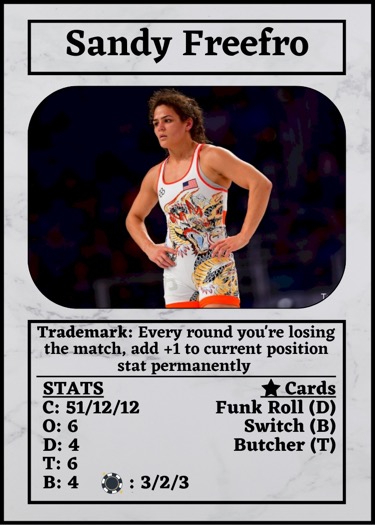 Sandy Freefro
Trademark: Every round you're losing
the match, add +1 to current position
stat permanently
STATS
C: 51/12/12
O: 6
D: 4
T: 6
B: 4
: 3/2/3
★ Cards
Funk Roll (D)
Switch (B)
Butcher (T)